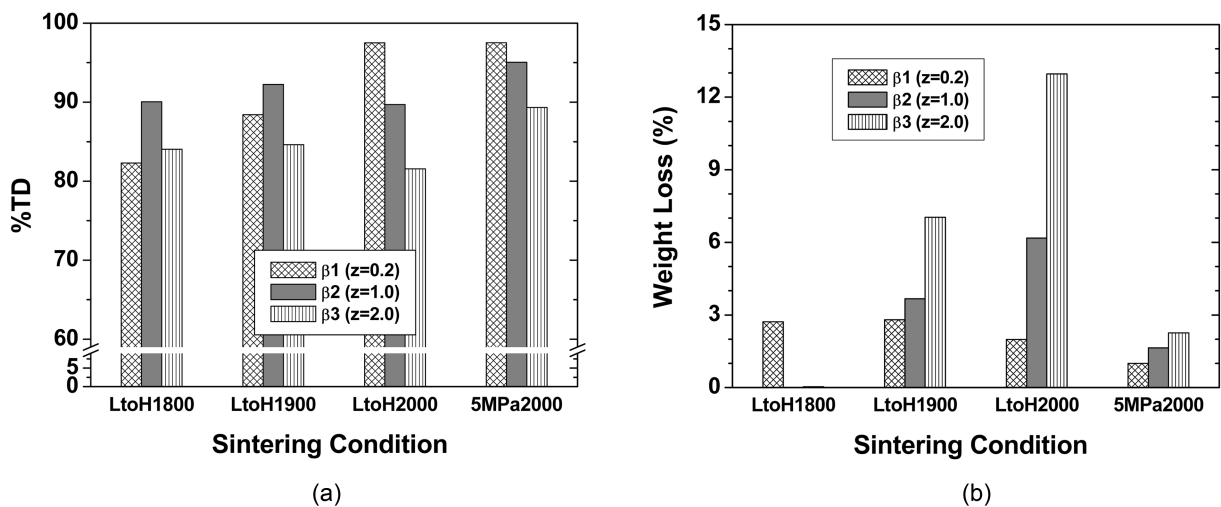 100
90
80
70
60
5
0
%TD
β1 (z=0.2)
β2 (z=1.0)
β3 (z=2.0)
LtoH1800 LtoH1900 LtoH2000 5MPa2000
Sintering Condition
(a)
15
12
9
6
3
0
Weight Loss (%)
β1 (z=0.2)
β2 (z=1.0)
β3 (z=2.0)
LtoH1800 LtoH1900 LtoH2000 5MPa2000
Sintering Condition
(b)